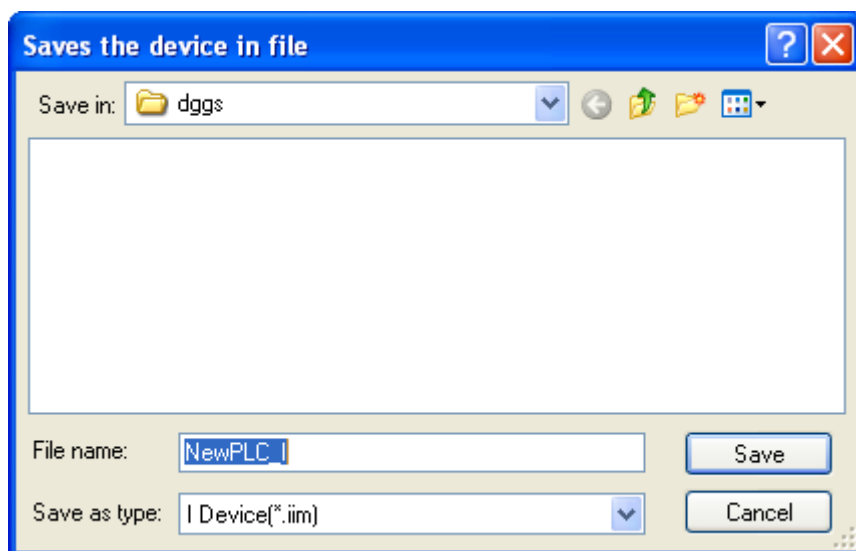 Saves the device in file
?
Save in: dggs
File name: NewPLC_I Save
Save as type: I Device(*.iim) Cancel